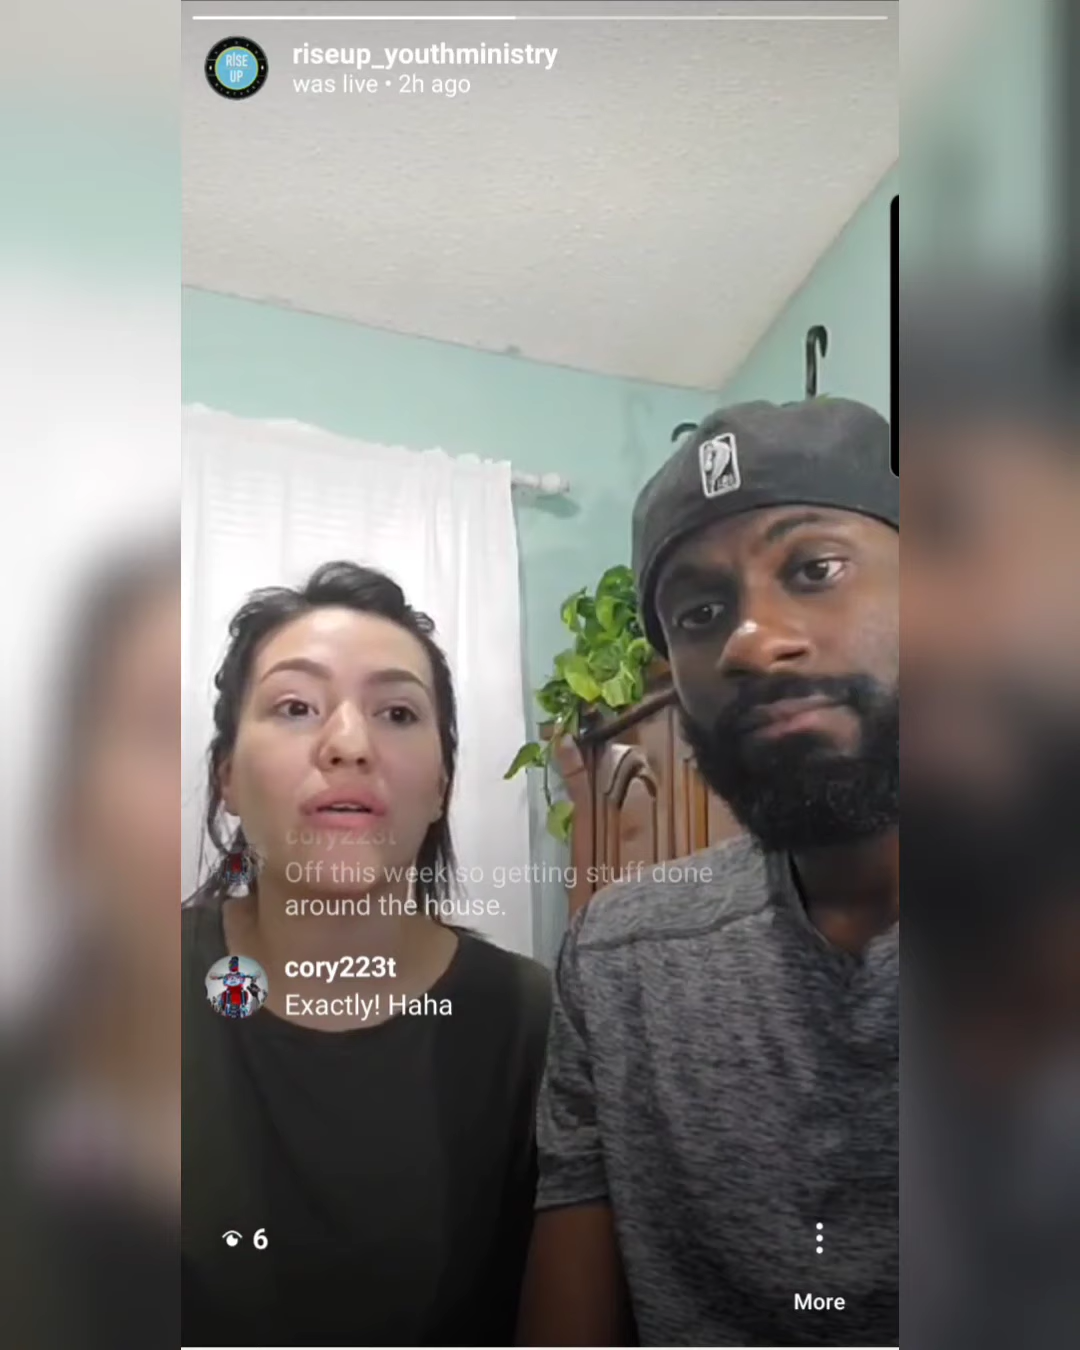 RISE
UP
riseup_youthministry
was live • 2h ago
cory223t
Off this week so getting stuff done
around the house.
cory223t
Exactly! Haha
6
More